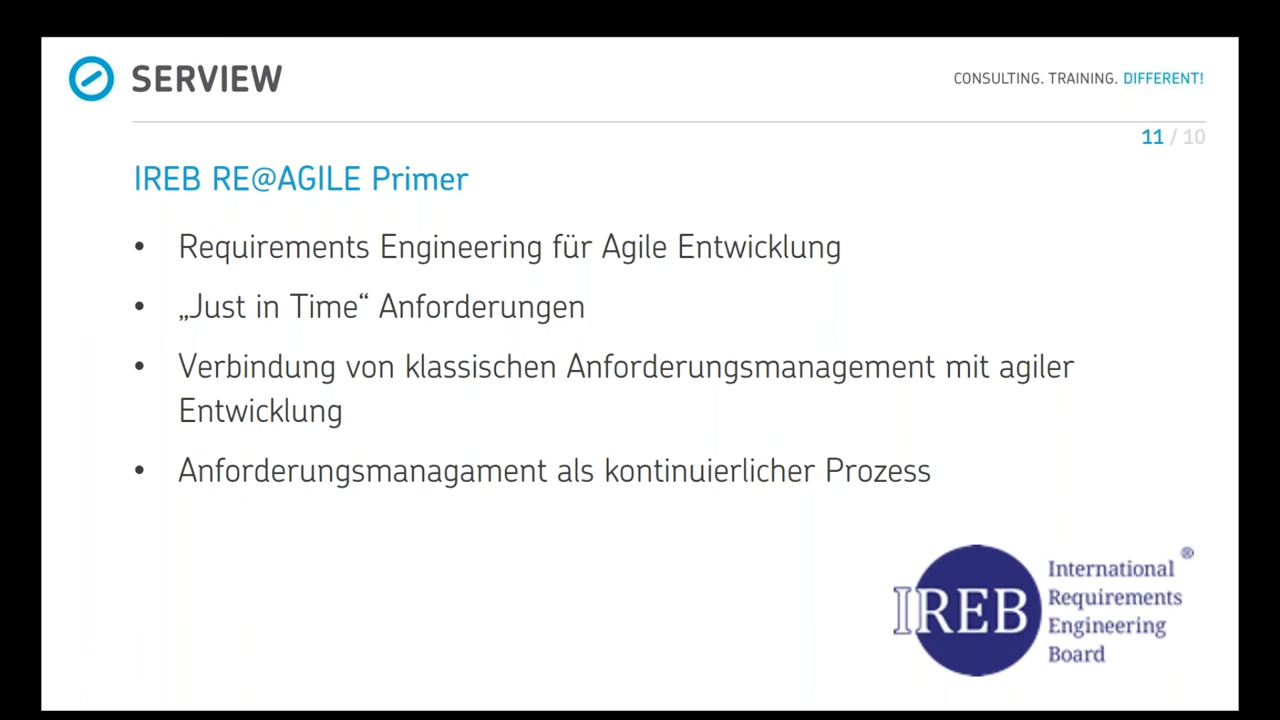 SERVIEW
CONSULTING. TRAINING. DIFFERENT!
11 / 10
IREB RE@AGILE Primer
• Requirements Engineering für Agile Entwicklung
• „Just in Time“ Anforderungen
• Verbindung von klassischen Anforderungsmanagement mit agiler
Entwicklung
• Anforderungsmanagament als kontinuierlicher Prozess
IREB
International ®
Requirements
Engineering
Board